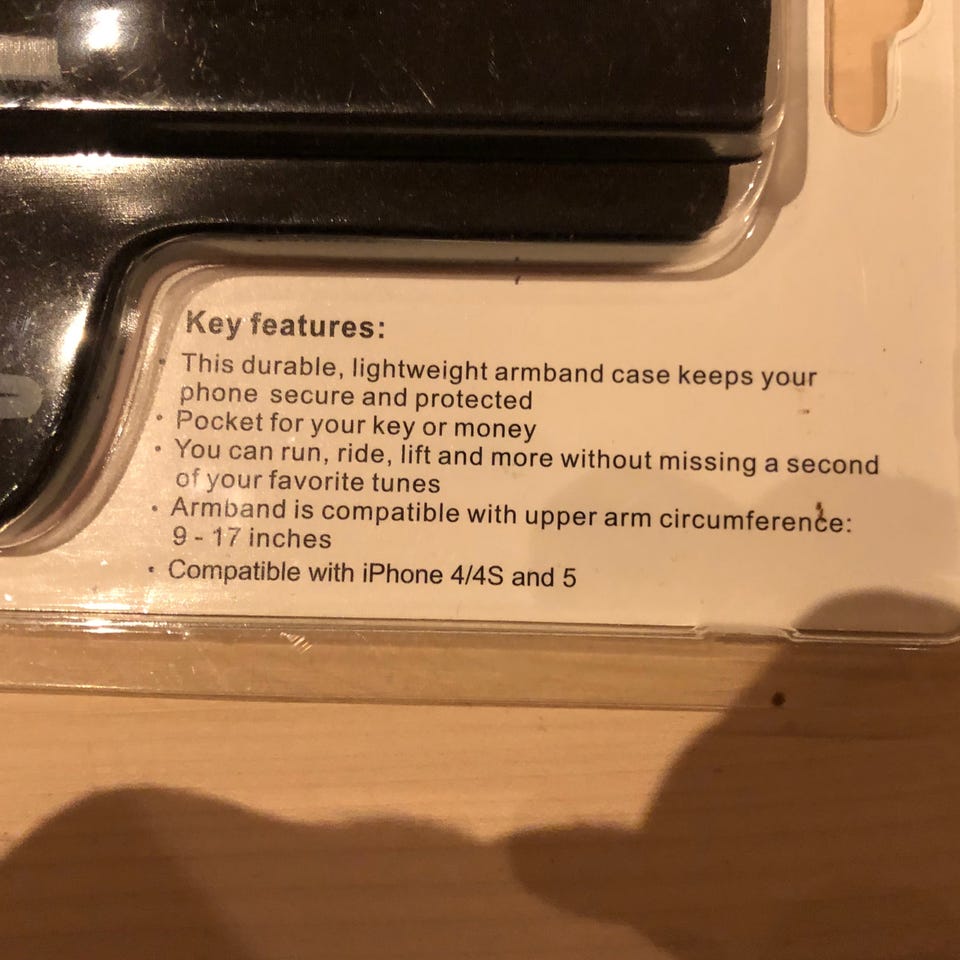 Key features:
• This durable, lightweight armband case keeps your
phone secure and protected
• Pocket for your key or money
• You can run, ride, lift and more without missing a second
of your favorite tunes
• Armband is compatible with upper arm circumference:
9 - 17 inches
• Compatible with iPhone 4/4S and 5